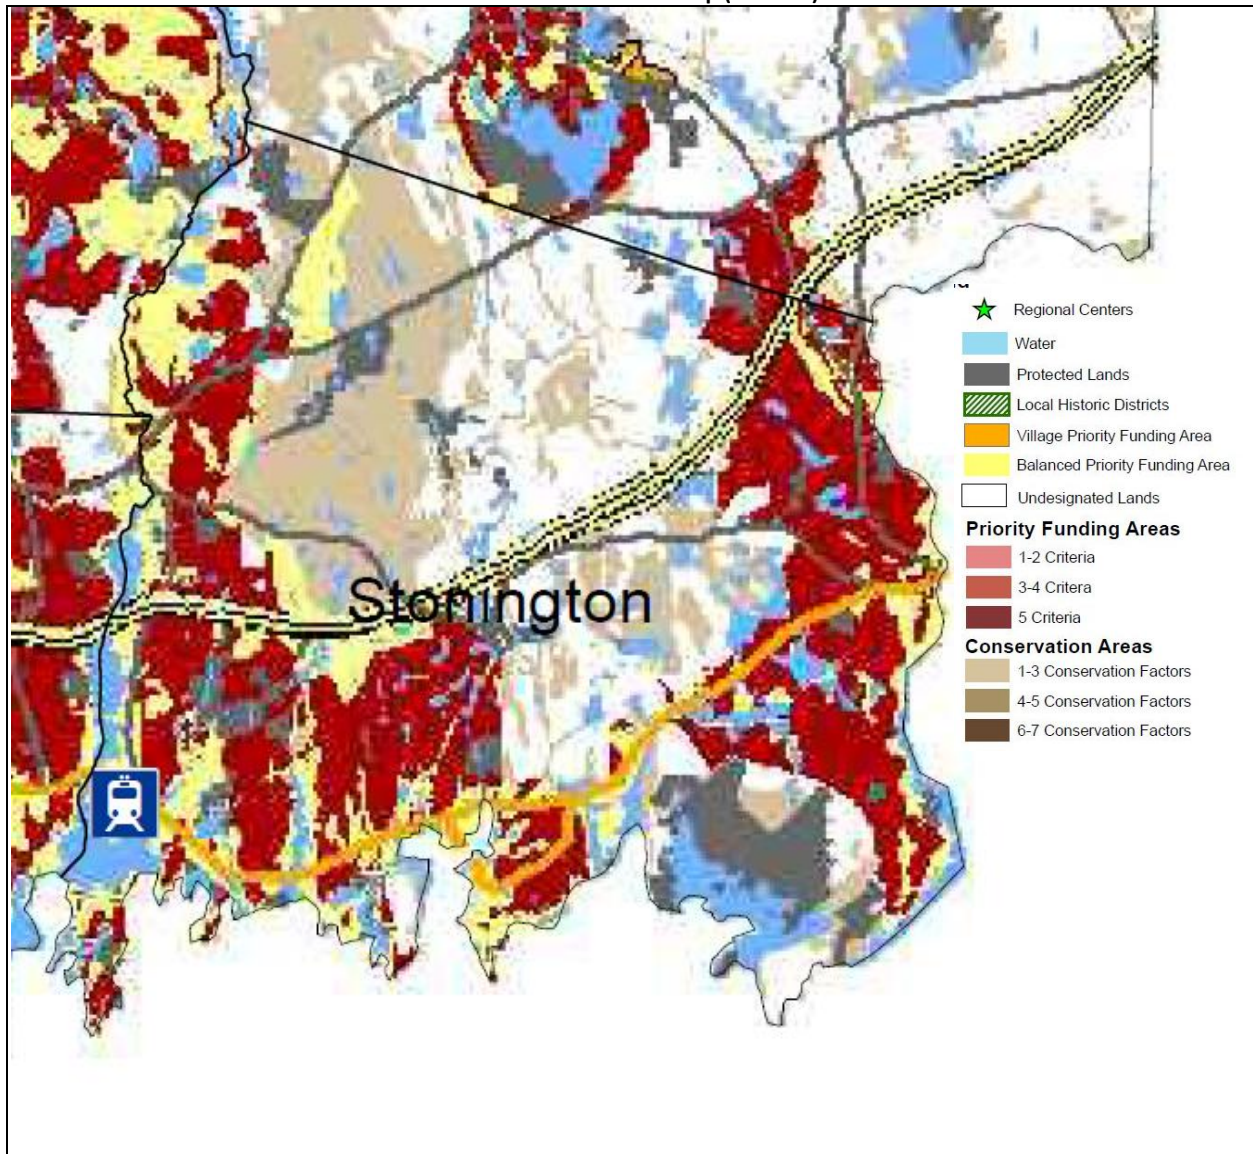 Stonington
Regional Centers
Water
Protected Lands
Local Historic Districts
Village Priority Funding Area
Balanced Priority Funding Area
Undesignated Lands
Priority Funding Areas
1-2 Criteria
3-4 Critera
5 Criteria
Conservation Areas
1-3 Conservation Factors
4-5 Conservation Factors
6-7 Conservation Factors